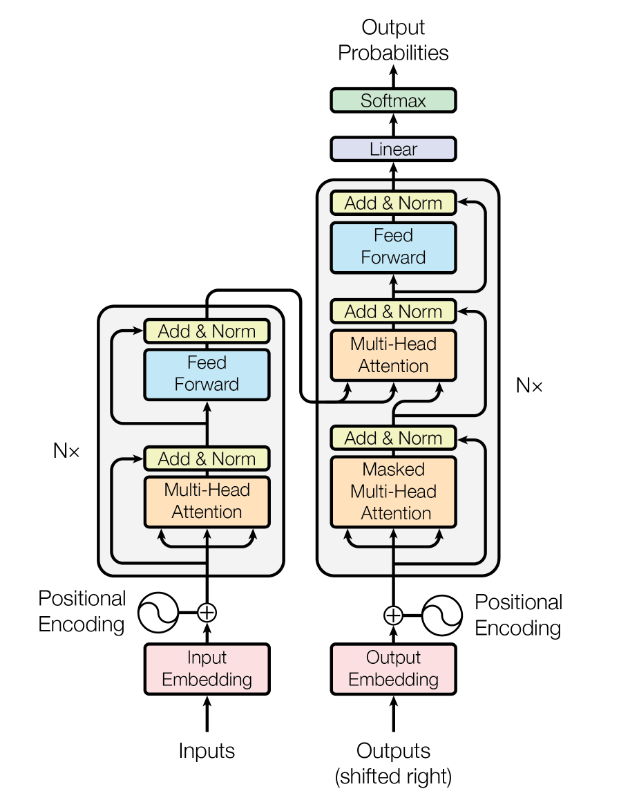 Output
Probabilities
Softmax
Linear
Add & Norm
Feed
Forward
Add & Norm
Multi-Head
Attention
Add & Norm
Masked
Multi-Head
Attention
N×
Add & Norm
Feed
Forward
Add & Norm
Multi-Head
Attention
N×
Positional
Encoding
Positional
Encoding
Input
Embedding
Output
Embedding
Inputs
Outputs
(shifted right)